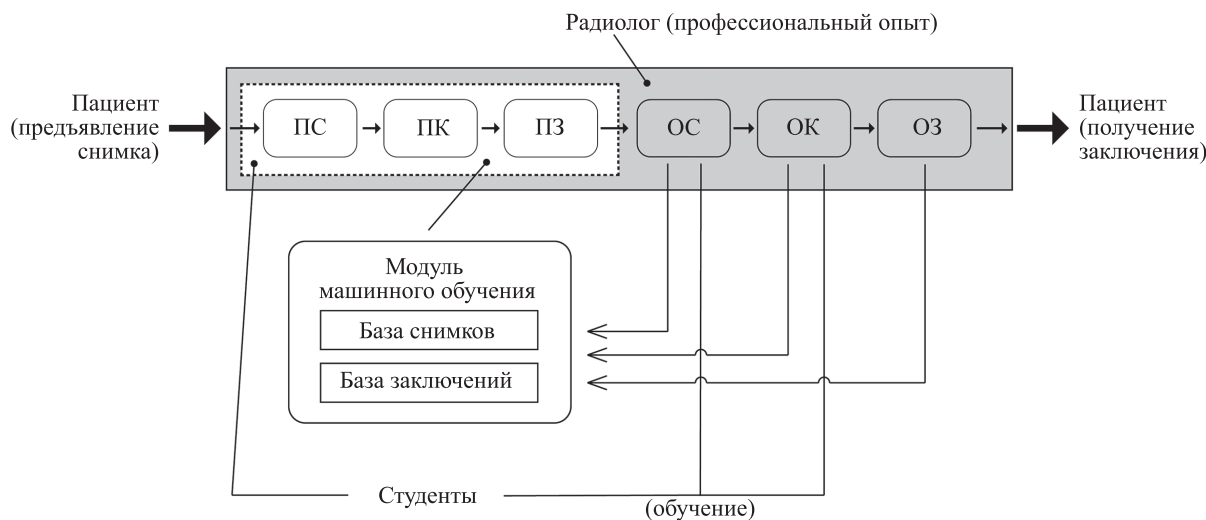 Радиолог (профессиональный опыт)
Пациент
(предъявление
снимка)
ПС
ПК
ПЗ
ОС
ОК
ОЗ
Пациент
(получение
заключения)
Модуль
машинного обучения
База снимков
База заключений
Студенты
(обучение)